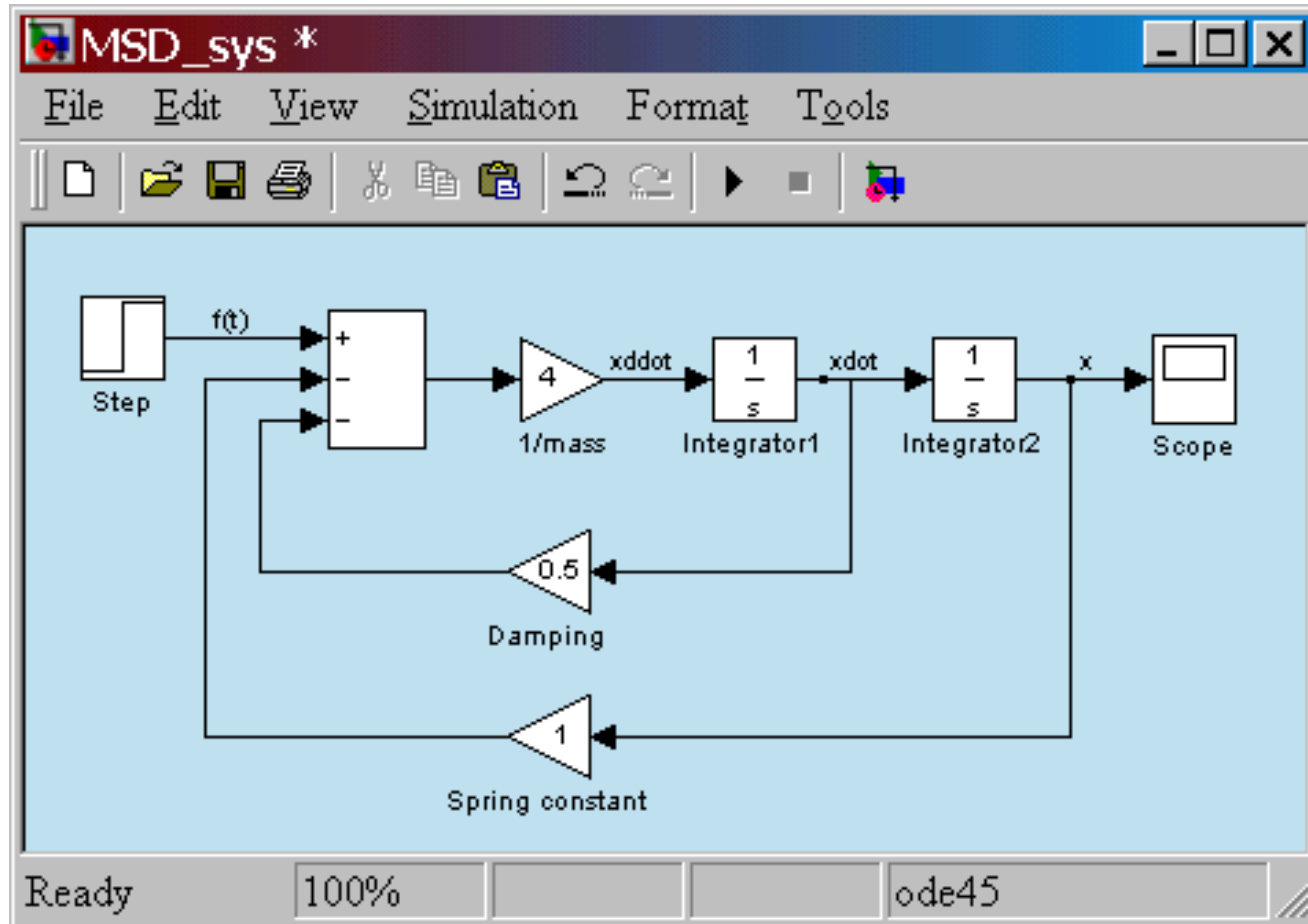 MSD_sys *
File Edit View Simulation Format Tools
f(t)
+
−
−
Step
4
1/mass
xddot
1
s
Integrator1
xdot
1
s
Integrator2
x
Scope
0.5
Damping
1
Spring constant
Ready 100% ode45